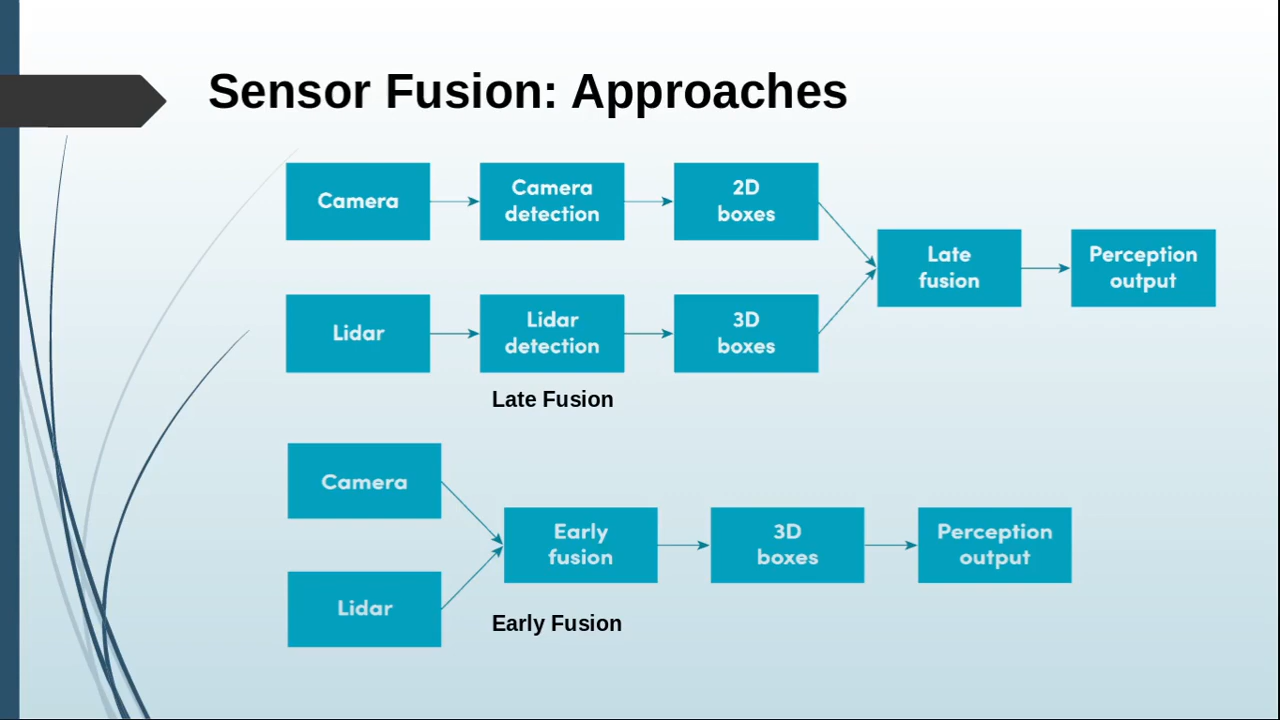 Sensor Fusion: Approaches
Camera
Camera
detection
2D
boxes
Late
fusion
Perception
output
Lidar
Lidar
detection
3D
boxes
Late Fusion
Camera
Early
fusion
3D
boxes
Perception
output
Lidar
Early Fusion